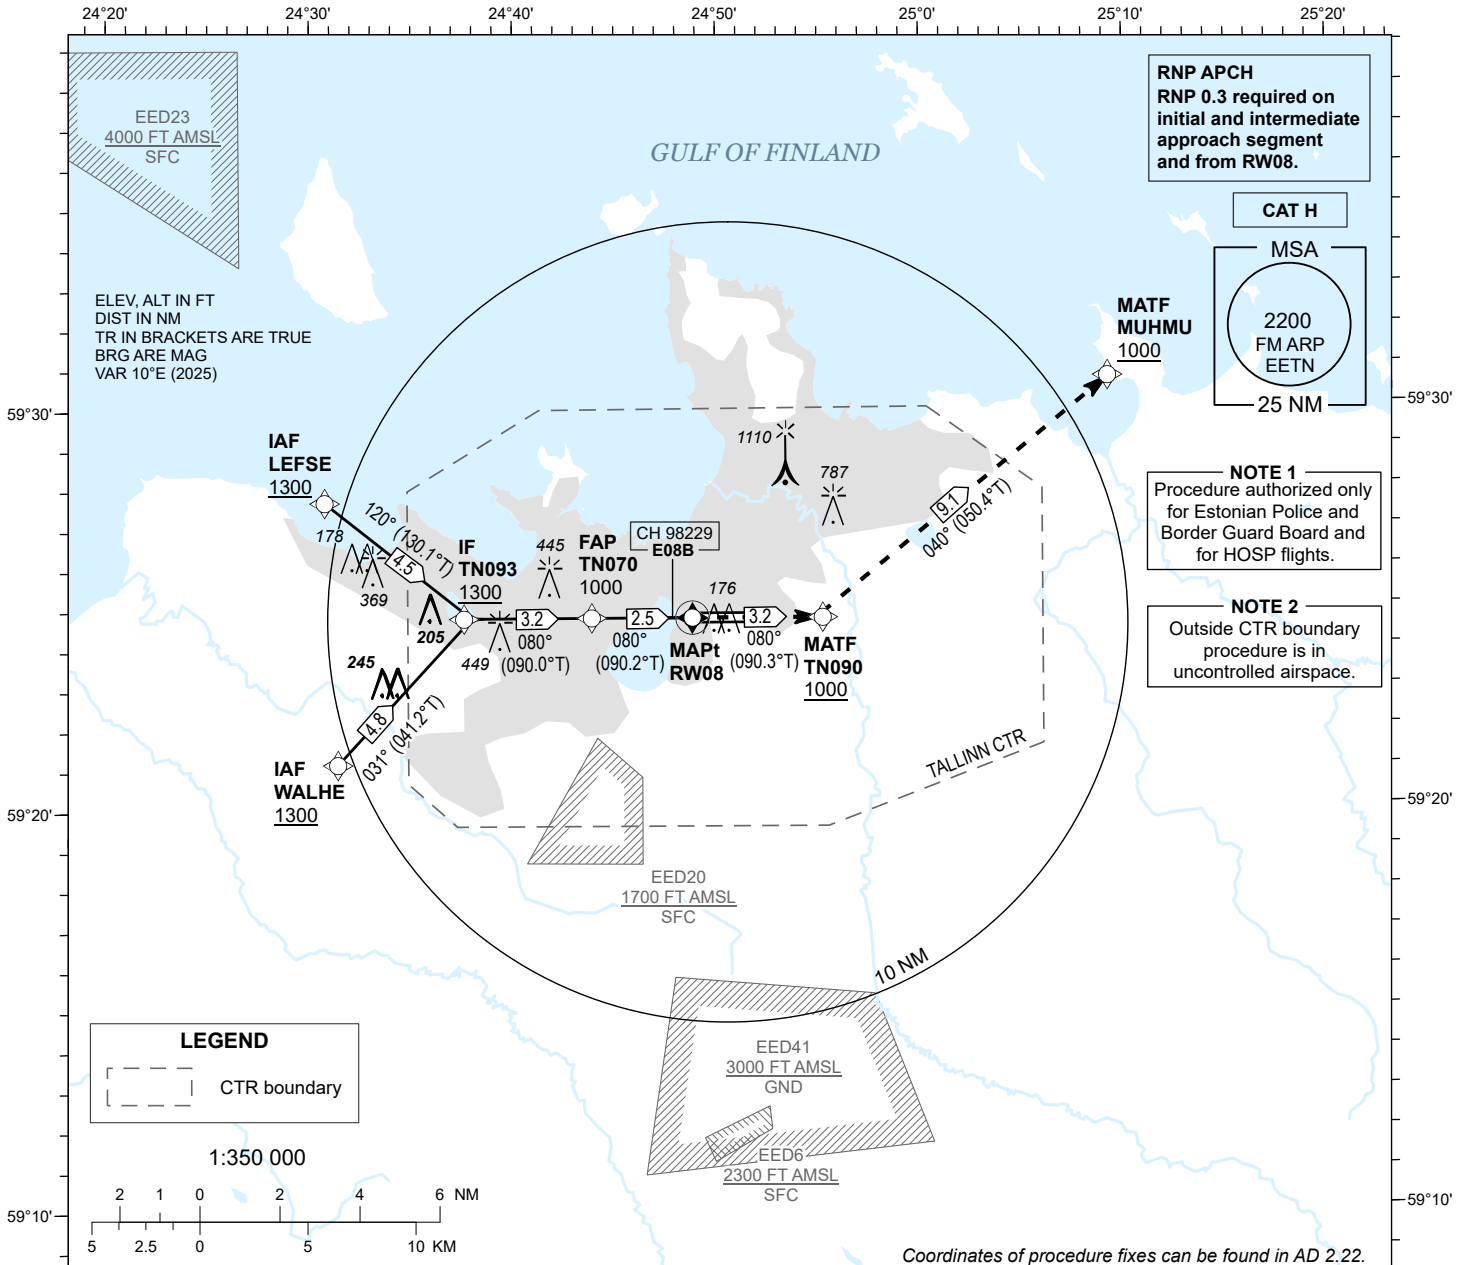 24°20' 24°30' 24°40' 24°50' 25°0' 25°10' 25°20'
RNP APCH
RNP 0.3 required on
initial and intermediate
approach segment
and from RW08.
EED23
4000 FT AMSL
SFC
GULF OF FINLAND
CAT H
MSA
2200
FM ARP
EETN
25 NM
ELEV, ALT IN FT
DIST IN NM
TR IN BRACKETS ARE TRUE
BRG ARE MAG
VAR 10°E (2025)
MATF
MUHMU
1000
59°30'
59°30'
IAF
LEFSE
1300
1110
787
NOTE 1
Procedure authorized only
for Estonian Police and
Border Guard Board and
for HOSP flights.
120° (130.1°T)
4.5
178
369
205
IF
TN093
1300
445
FAP
TN070
1000
CH 98229
E08B
176
9.1
040° (050.4°T)
NOTE 2
Outside CTR boundary
procedure is in
uncontrolled airspace.
3.2
2.5
3.2
449
080°
(090.0°T)
080°
(090.2°T)
MAPt
RW08
080°
(090.3°T)
MATF
TN090
1000
245
4.8
031° (041.2°T)
IAF
WALHE
1300
TALLINN CTR
59°20'
59°20'
EED20
1700 FT AMSL
SFC
10 NM
EED41
3000 FT AMSL
GND
EED6
2300 FT AMSL
SFC
LEGEND
CTR boundary
1:350 000
2 1 0 2 4 6 NM
5 2.5 0 5 10 KM
59°10'
59°10'
Coordinates of procedure fixes can be found in AD 2.22.